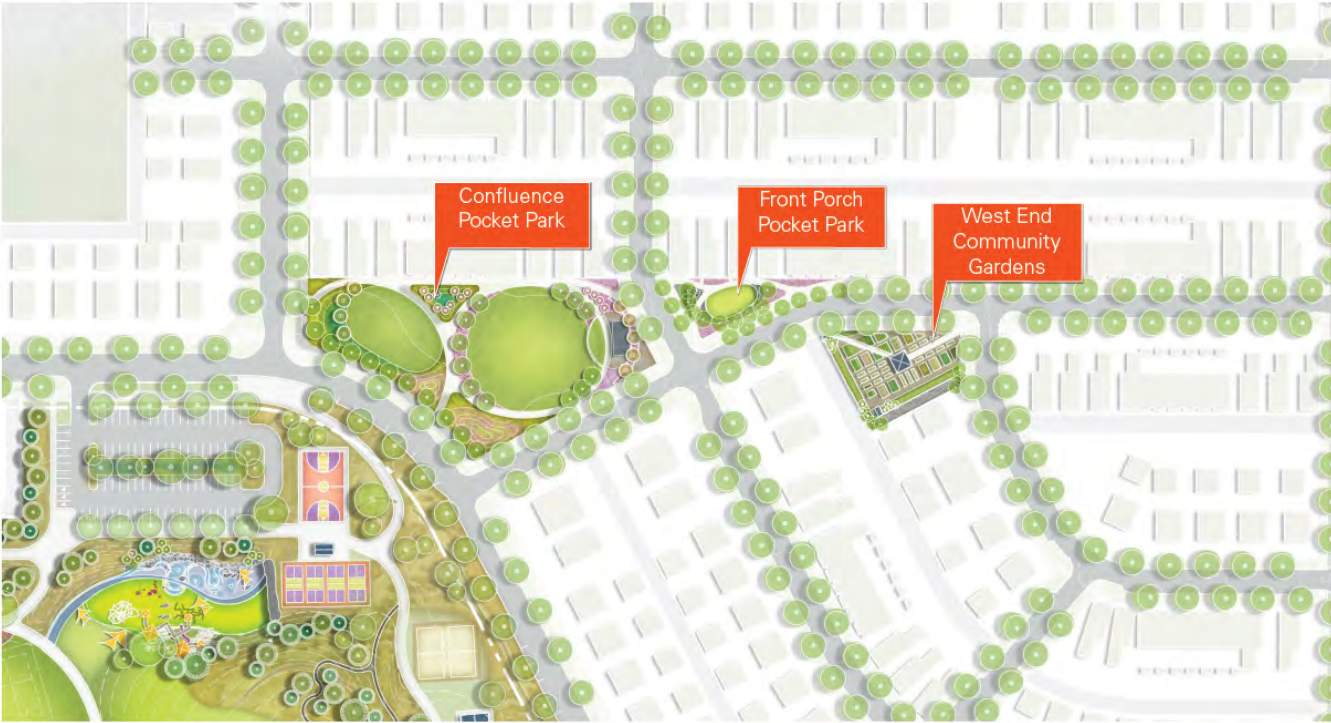 Confluence
Pocket Park
Front Porch
Pocket Park
West End
Community
Gardens